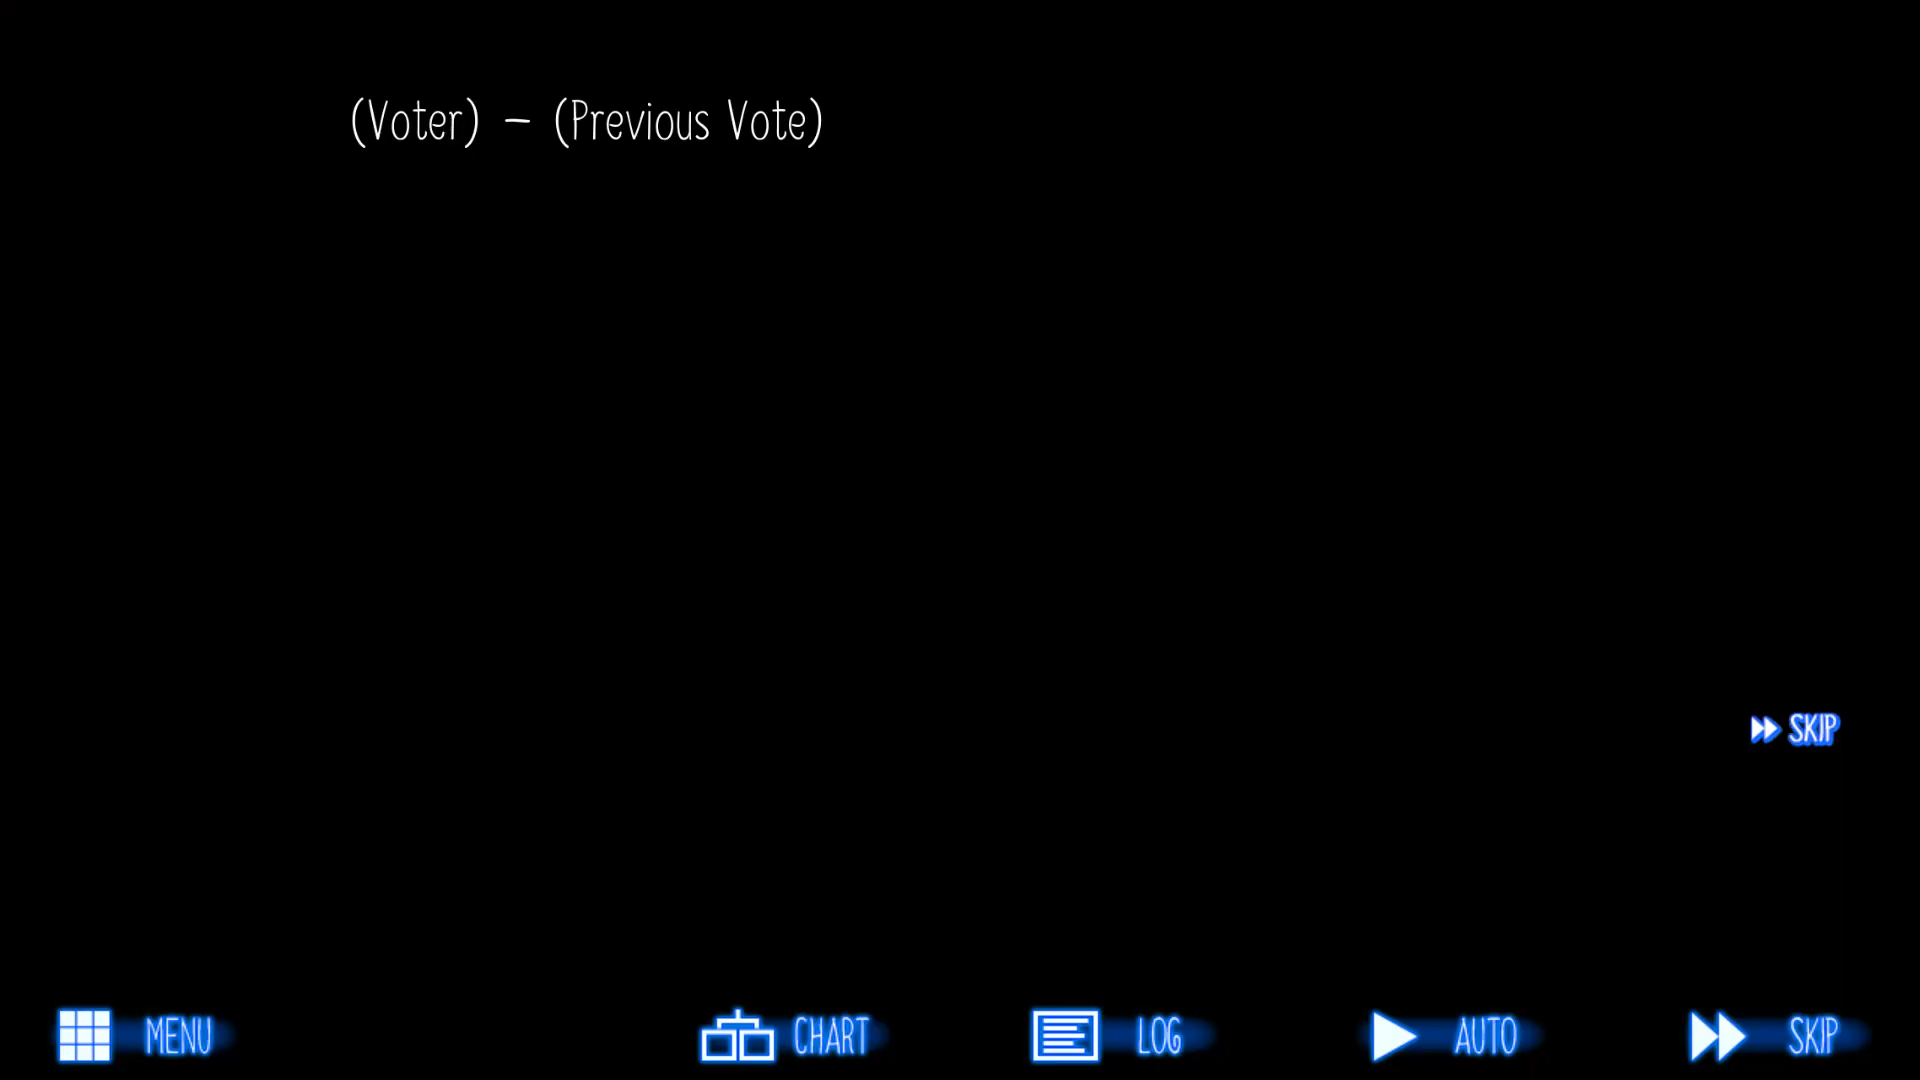 (Voter) - (Previous Vote)
SKIP
MENU
CHART
LOG
AUTO
SKIP